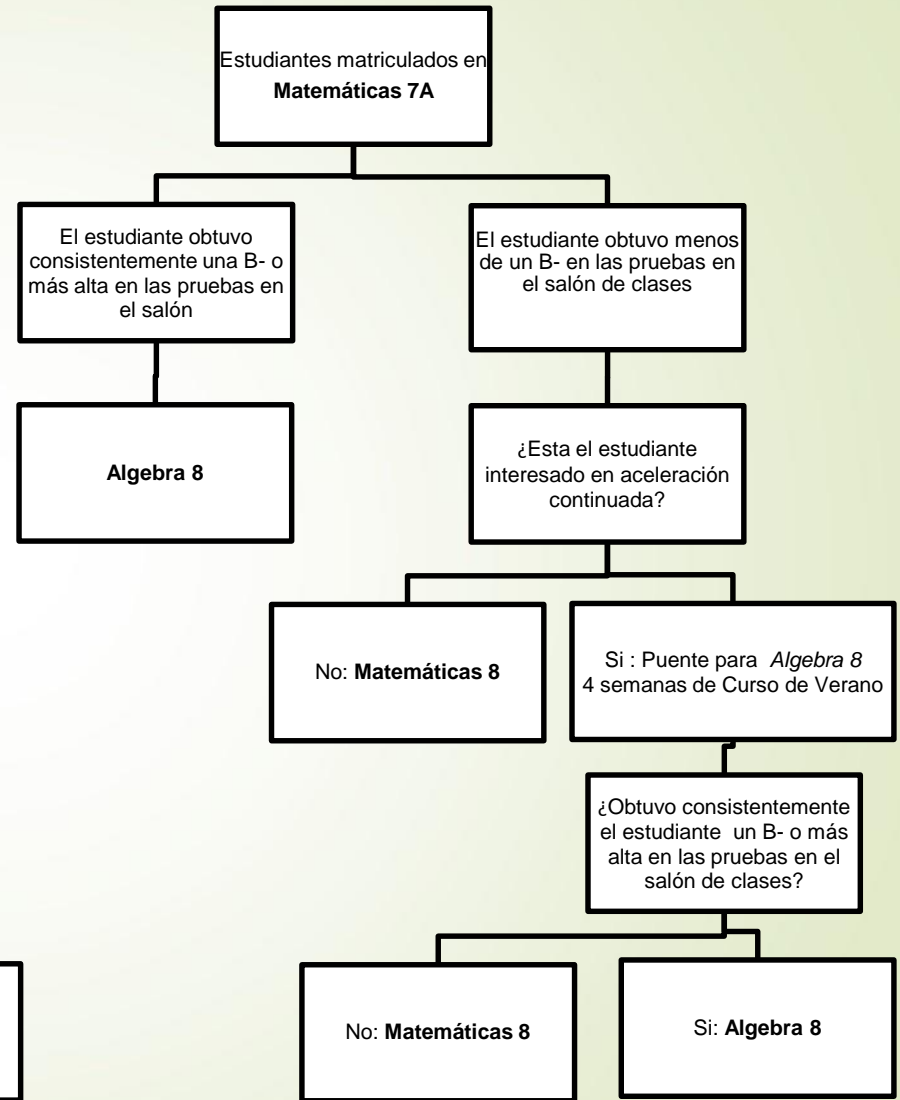 Estudiantes matriculados en
Matemáticas 7A
El estudiante obtuvo
consistentemente una B- o
más alta en las pruebas en
el salón
El estudiante obtuvo menos
de un B- en las pruebas en
el salón de clases
Algebra 8
¿Esta el estudiante
interesado en aceleración
continuada?
No: Matemáticas 8
Si : Puente para Algebra 8
4 semanas de Curso de Verano
¿Obtuvo consistentemente
el estudiante un B- o más
alta en las pruebas en el
salón de clases?
No: Matemáticas 8
Si: Algebra 8